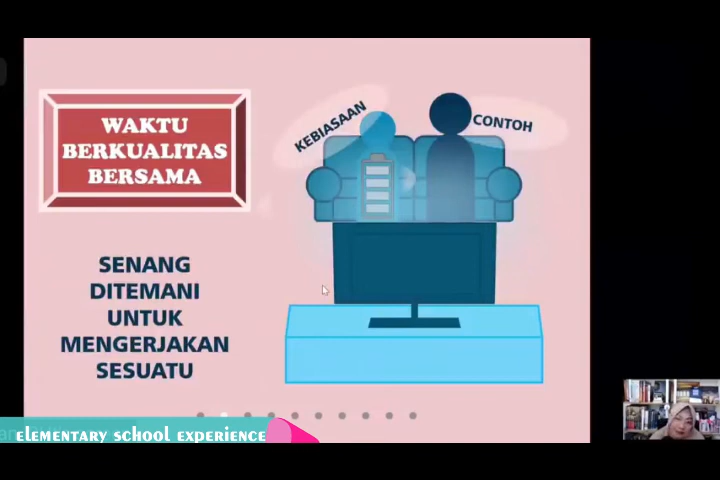 WAKTU
BERKUALITAS
BERSAMA
KEBIASAAN
CONTOH
SENANG
DITEMANI
UNTUK
MENGERJAKAN
SESUATU
elementary school experience